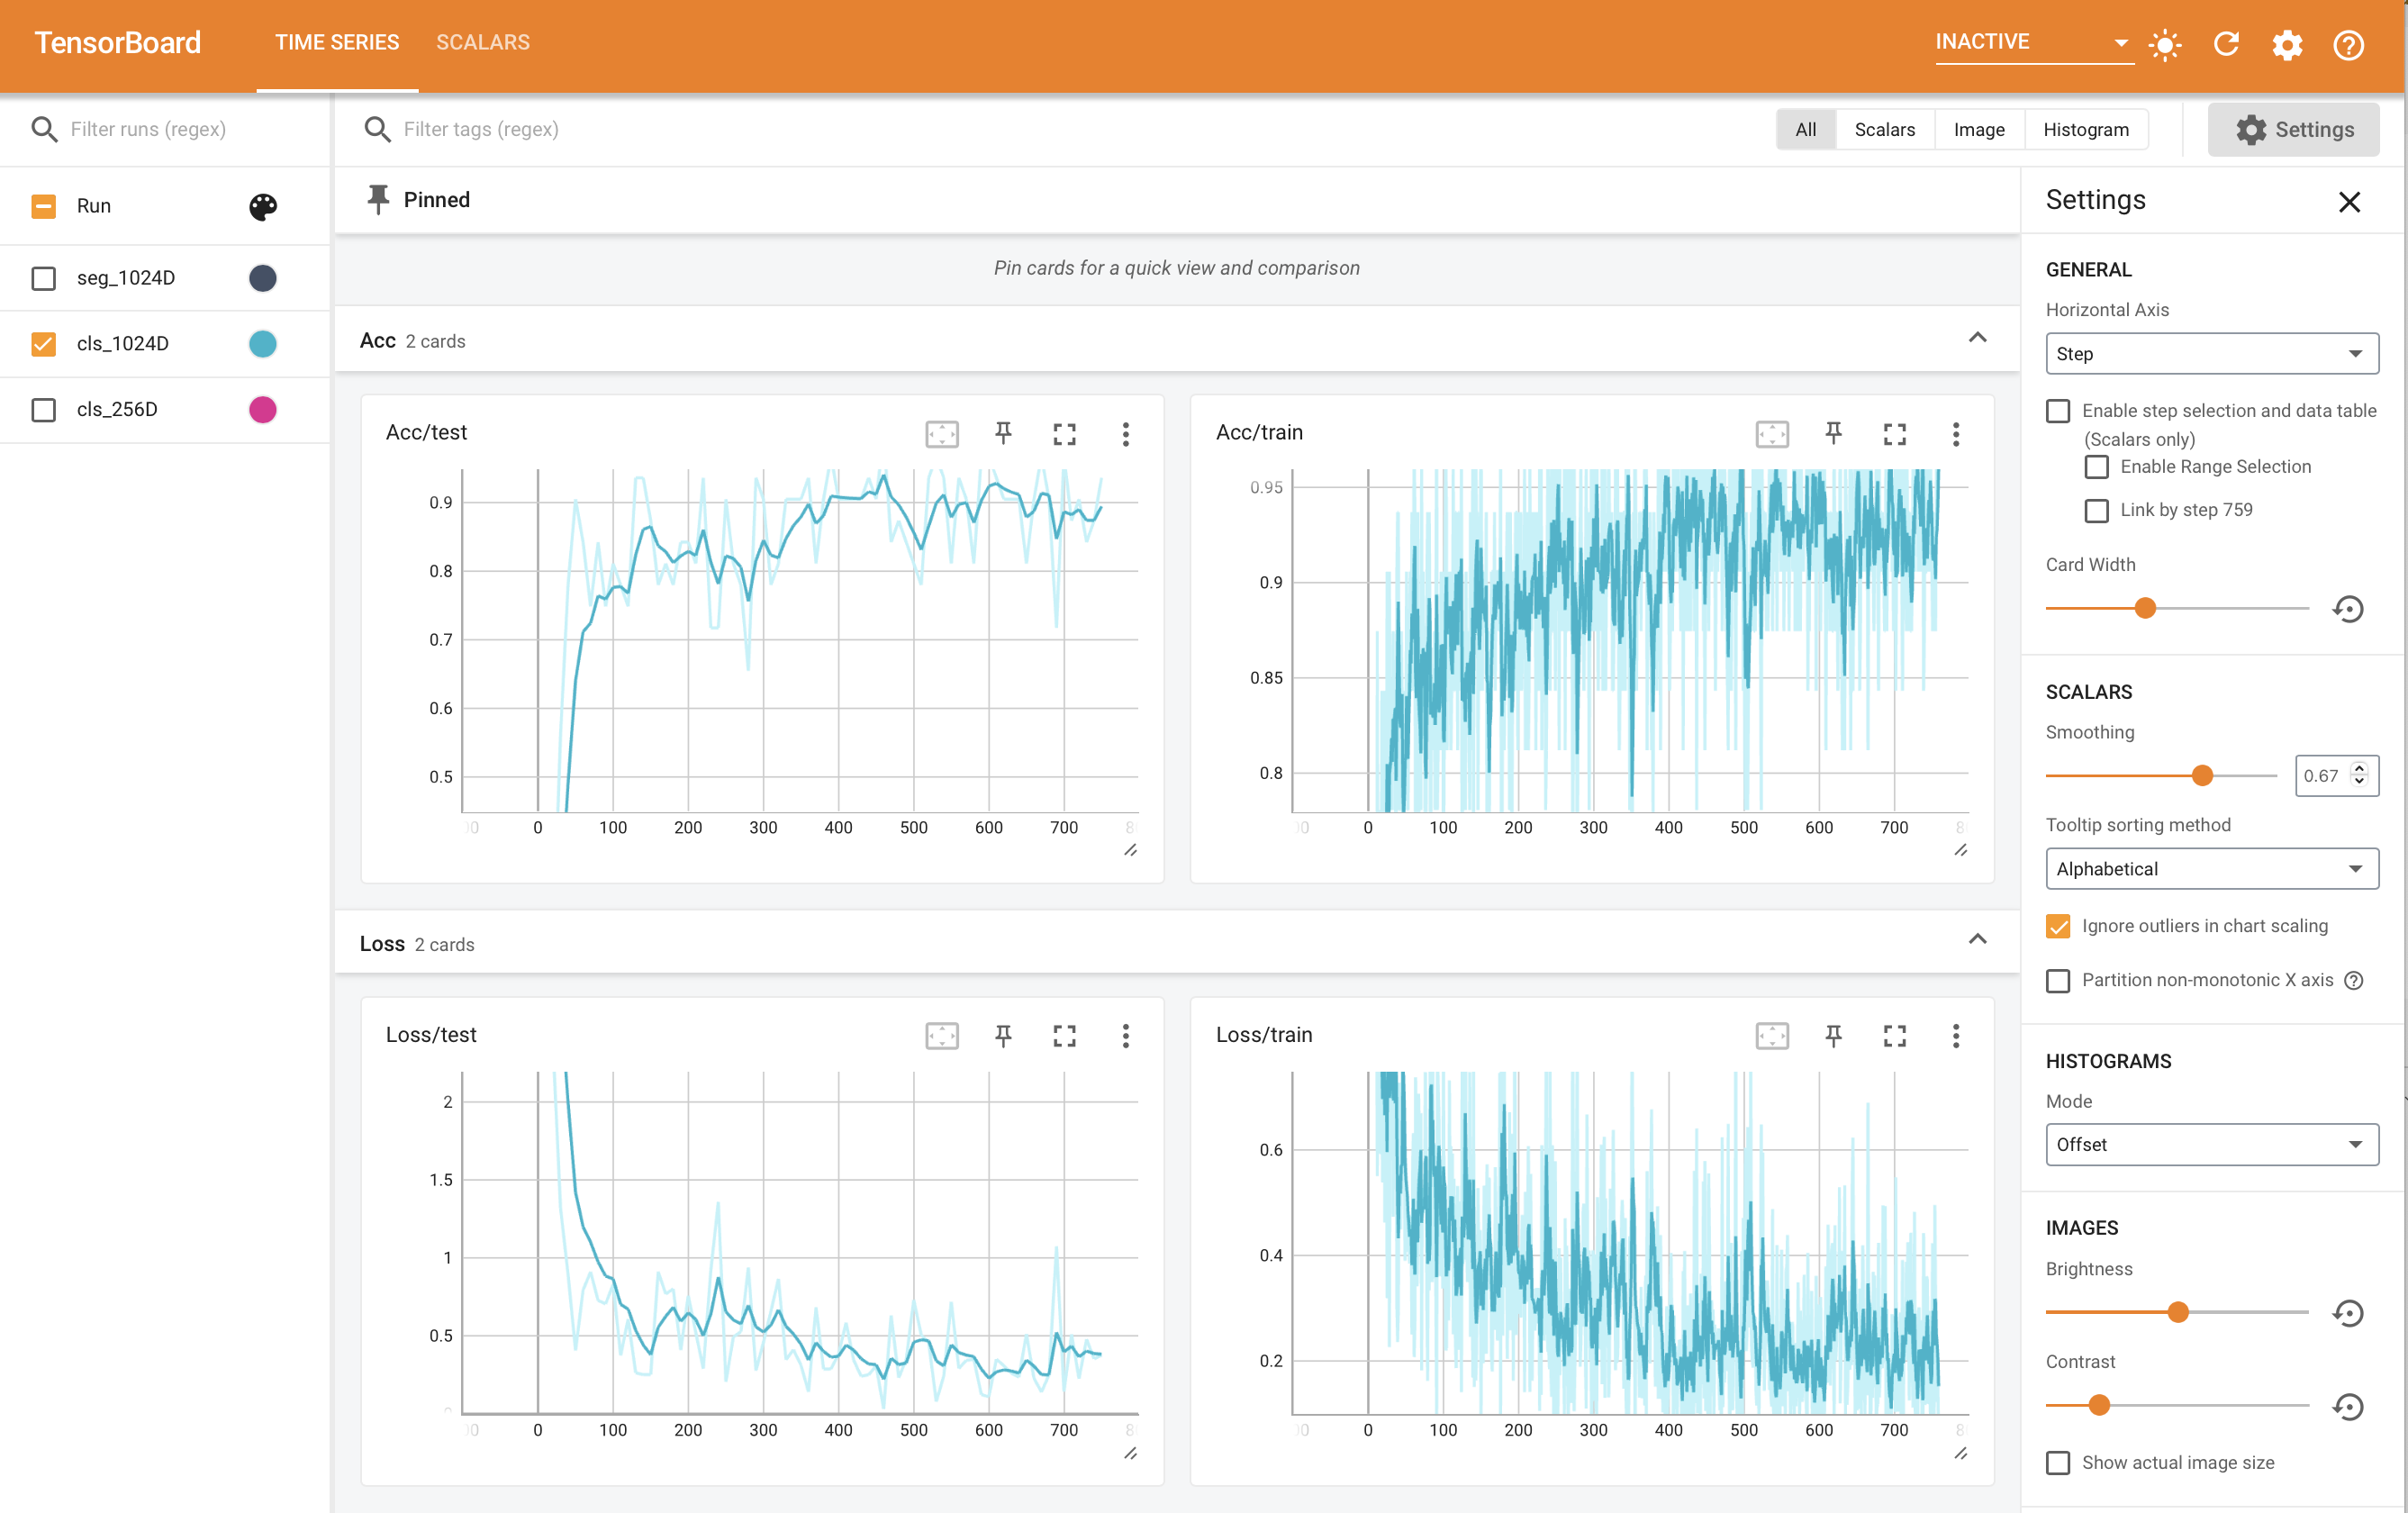 TensorBoard TIME SERIES SCALARS INACTIVE
Filter runs (regex)
Filter tags (regex)
All Scalars Image Histogram Settings
Run
seg_1024D
cls_1024D
cls_256D
Pinned
Pin cards for a quick view and comparison
Acc 2 cards
Acc/test
0.9
0.8
0.7
0.6
0.5
0 100 200 300 400 500 600 700
Acc/train
0.95
0.9
0.85
0.8
0 100 200 300 400 500 600 700
Loss 2 cards
Loss/test
2
1.5
1
0.5
0 100 200 300 400 500 600 700
Loss/train
0.6
0.4
0.2
0 100 200 300 400 500 600 700
Settings
GENERAL
Horizontal Axis
Step
Enable step selection and data table
(Scalars only)
Enable Range Selection
Link by step 759
Card Width
SCALARS
Smoothing
0.67
Tooltip sorting method
Alphabetical
Ignore outliers in chart scaling
Partition non-monotonic X axis
HISTOGRAMS
Mode
Offset
IMAGES
Brightness
Contrast
Show actual image size